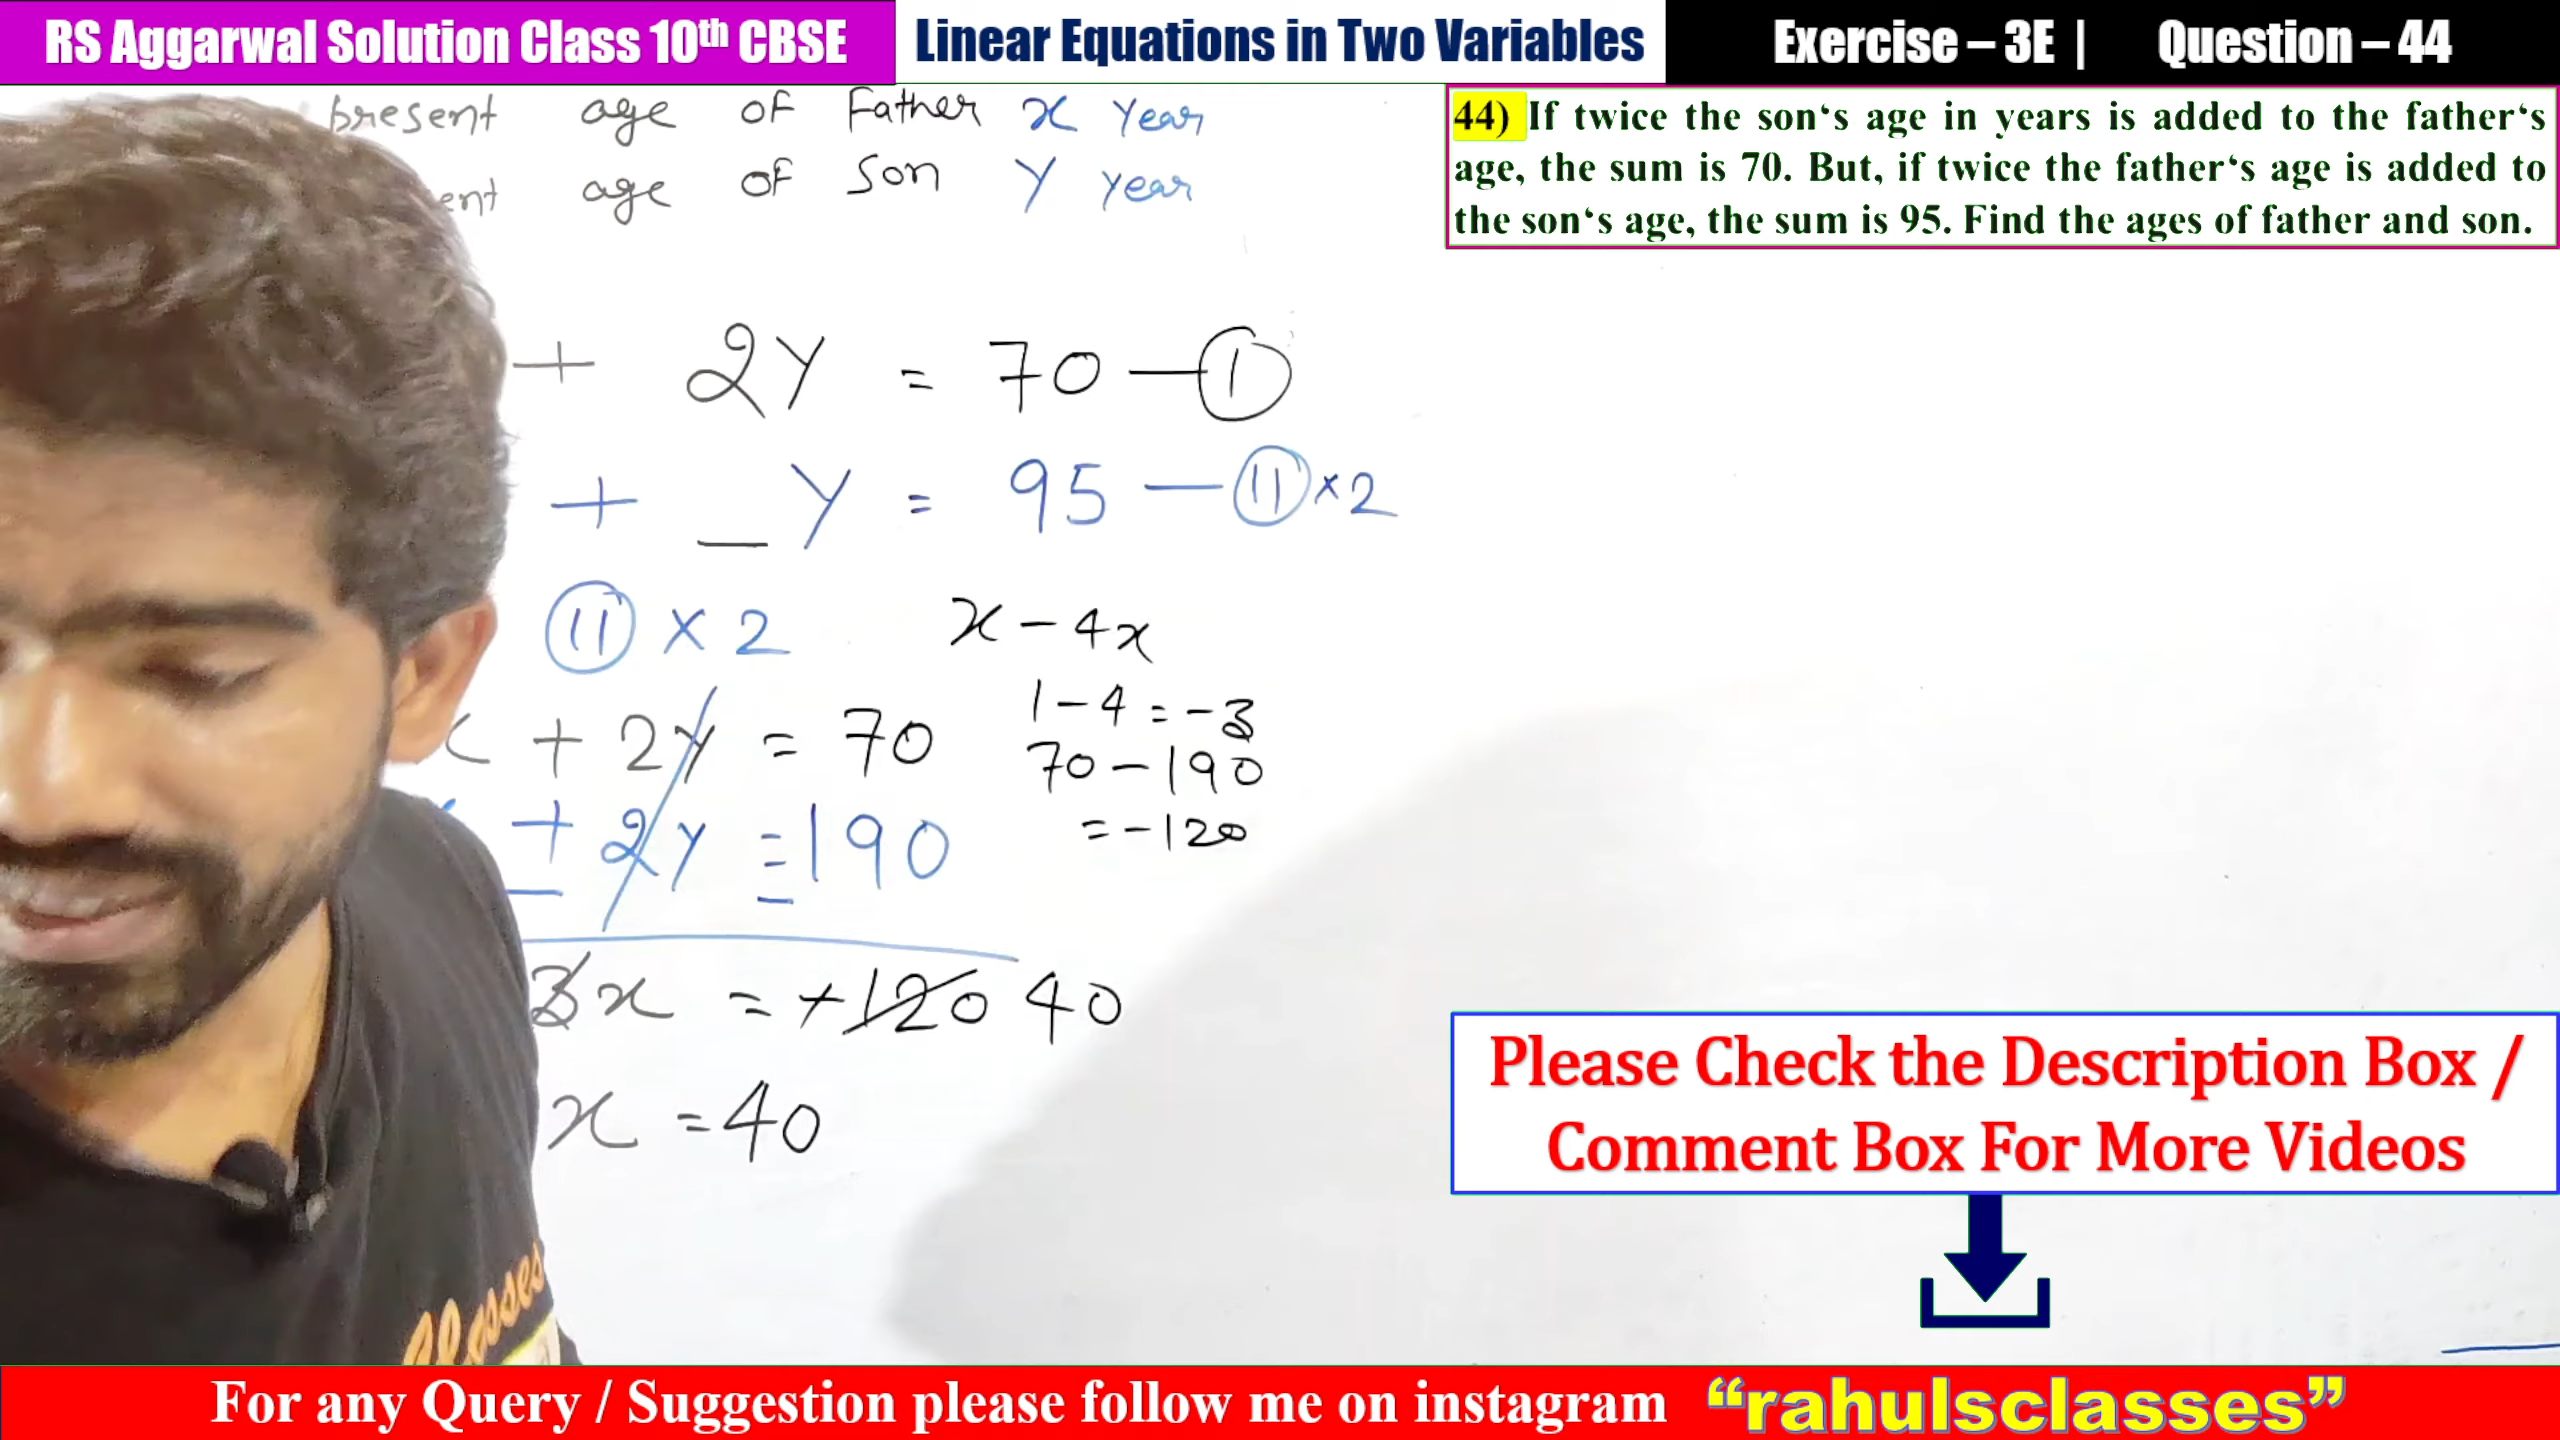 RS Aggarwal Solution Class 10th CBSE
Linear Equations in Two Variables
Exercise – 3E | Question – 44
present age of Father x Year
ent age of Son Y Year
44) If twice the son‘s age in years is added to the father‘s
age, the sum is 70. But, if twice the father‘s age is added to
the son‘s age, the sum is 95. Find the ages of father and son.
+ 2Y = 70 — (1)
+ _ Y = 95 — (11) × 2
(11) × 2
x - 4x
1 - 4 = - 3
70 - 190
= - 120
x + 2y = 70
+ 2y = 190
3x = + 120 40
x = 40
Please Check the Description Box /
Comment Box For More Videos
Classes
For any Query / Suggestion please follow me on instagram “rahulsclasses”